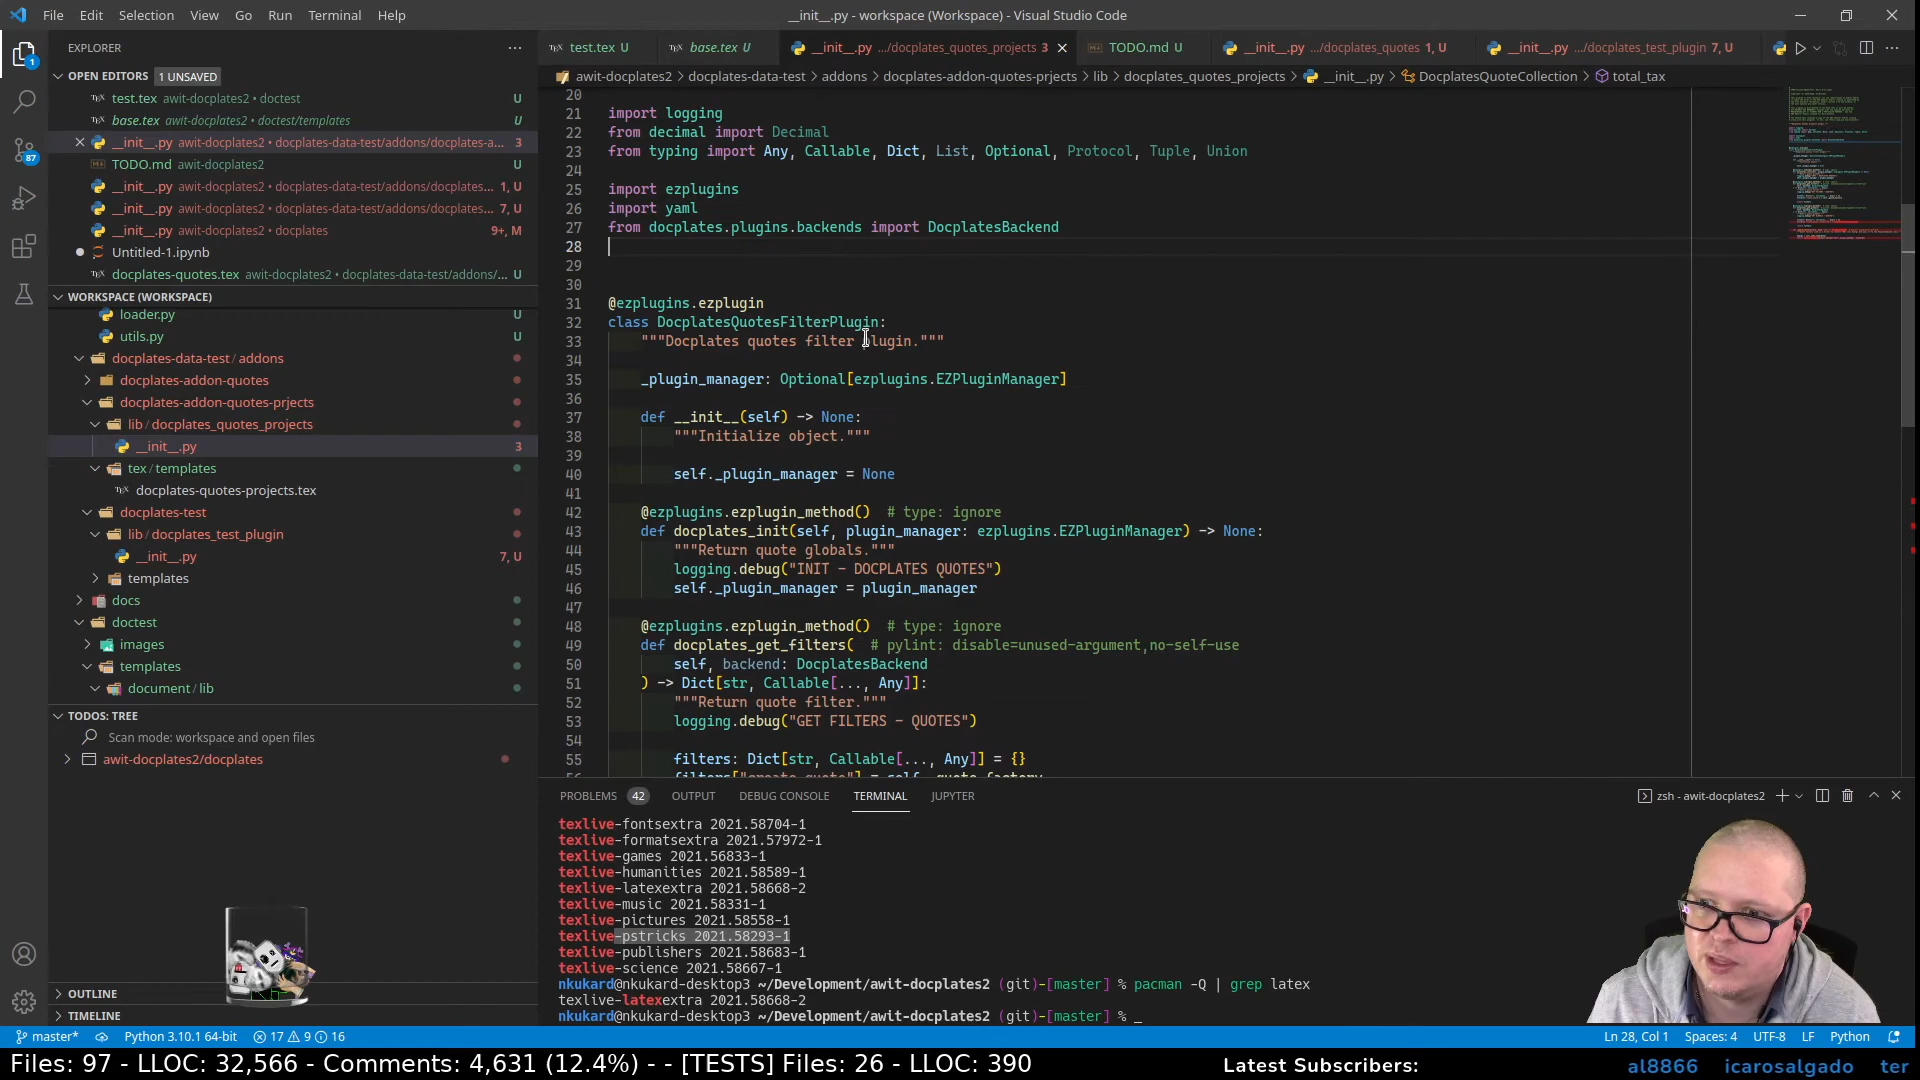 File Edit Selection View Go Run Terminal Help
__init__.py - workspace (Workspace) - Visual Studio Code
EXPLORER
OPEN EDITORS 1 UNSAVED
test.tex awit-docplates2 • doctest U
base.tex awit-docplates2 • doctest/templates U
__init__.py awit-docplates2 • docplates-data-test/addons/docplates-a... 3
TODO.md awit-docplates2 U
__init__.py awit-docplates2 • docplates-data-test/addons/docplates... 1, U
__init__.py awit-docplates2 • docplates-data-test/addons/docplates... 7, U
__init__.py awit-docplates2 • docplates 9+, M
Untitled-1.ipynb
docplates-quotes.tex awit-docplates2 • docplates-data-test/addons/... U
WORKSPACE (WORKSPACE)
loader.py U
utils.py U
docplates-data-test / addons
docplates-addon-quotes
docplates-addon-quotes-prjects
lib / docplates_quotes_projects
__init__.py 3
tex / templates
docplates-quotes-projects.tex
docplates-test
lib / docplates_test_plugin
__init__.py 7, U
templates
docs
doctest
images
templates
document / lib
TODOS: TREE
Scan mode: workspace and open files
awit-docplates2/docplates
OUTLINE
TIMELINE
1
87
test.tex U base.tex U __init__.py .../docplates_quotes_projects 3 TODO.md U __init__.py .../docplates_quotes 1, U __init__.py .../docplates_test_plugin 7, U
awit-docplates2 > docplates-data-test > addons > docplates-addon-quotes-prjects > lib > docplates_quotes_projects > __init__.py > DocplatesQuoteCollection > total_tax
20
21 import logging
22 from decimal import Decimal
23 from typing import Any, Callable, Dict, List, Optional, Protocol, Tuple, Union
24
25 import ezplugins
26 import yaml
27 from docplates.plugins.backends import DocplatesBackend
28
29
30
31 @ezplugins.ezplugin
32 class DocplatesQuotesFilterPlugin:
33 """Docplates quotes filter plugin."""
34
35 _plugin_manager: Optional[ezplugins.EZPluginManager]
36
37 def __init__(self) -> None:
38 """Initialize object."""
39
40 self._plugin_manager = None
41
42 @ezplugins.ezplugin_method() # type: ignore
43 def docplates_init(self, plugin_manager: ezplugins.EZPluginManager) -> None:
44 """Return quote globals."""
45 logging.debug("INIT - DOCPLATES QUOTES")
46 self._plugin_manager = plugin_manager
47
48 @ezplugins.ezplugin_method() # type: ignore
49 def docplates_get_filters( # pylint: disable=unused-argument,no-self-use
50 self, backend: DocplatesBackend
51 ) -> Dict[str, Callable[..., Any]]:
52 """Return quote filter."""
53 logging.debug("GET FILTERS - QUOTES")
54
55 filters: Dict[str, Callable[..., Any]] = {}
56 filters["create_quote"] = self._quote_factory
PROBLEMS 42 OUTPUT DEBUG CONSOLE TERMINAL JUPYTER zsh - awit-docplates2
texlive-fontsextra 2021.58704-1
texlive-formatsextra 2021.57972-1
texlive-games 2021.56833-1
texlive-humanities 2021.58589-1
texlive-latexextra 2021.58668-2
texlive-music 2021.58331-1
texlive-pictures 2021.58558-1
texlive-pstricks 2021.58293-1
texlive-publishers 2021.58683-1
texlive-science 2021.58667-1
nkukard@nkukard-desktop3 ~/Development/awit-docplates2 (git)-[master] % pacman -Q | grep latex
texlive-latexextra 2021.58668-2
nkukard@nkukard-desktop3 ~/Development/awit-docplates2 (git)-[master] % _
master* Python 3.10.1 64-bit 17 9 16 Ln 28, Col 1 Spaces: 4 UTF-8 LF Python
Files: 97 - LLOC: 32,566 - Comments: 4,631 (12.4%) - - [TESTS] Files: 26 - LLOC: 390
Latest Subscribers: al8866 icarosalgado ter